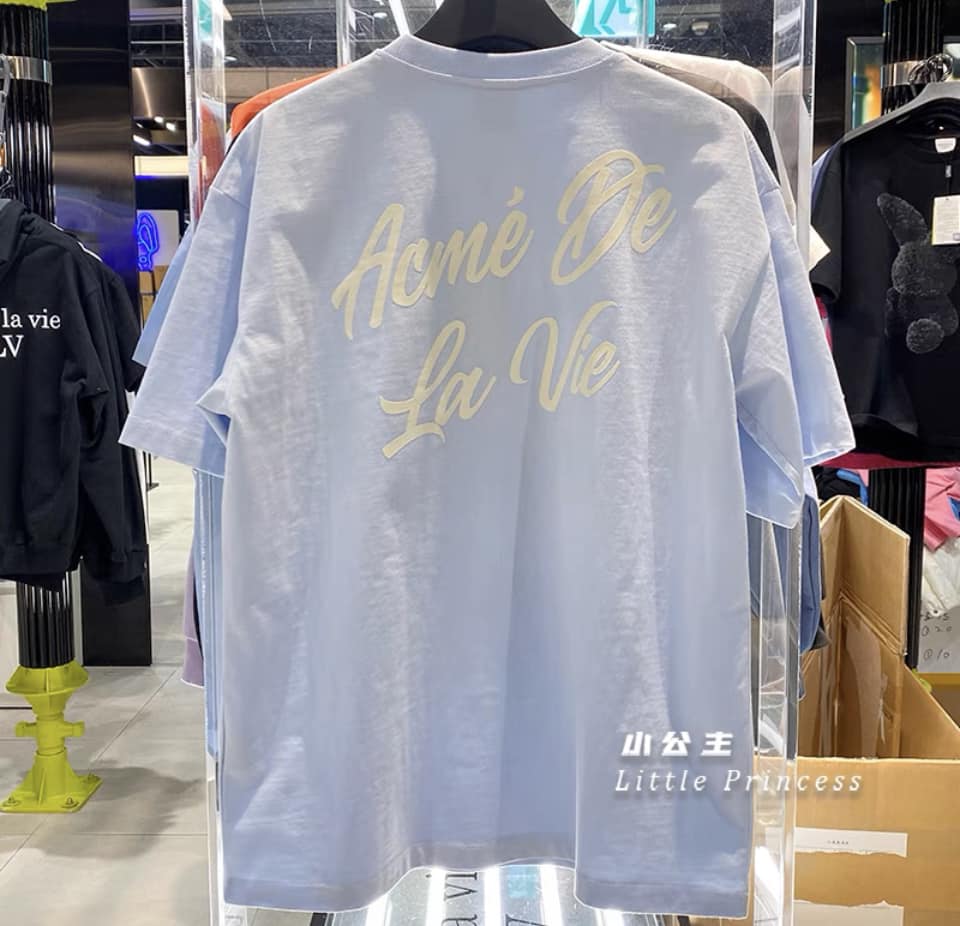 Acmé De
La Vie
la vie
LV
小公主
Little Princess